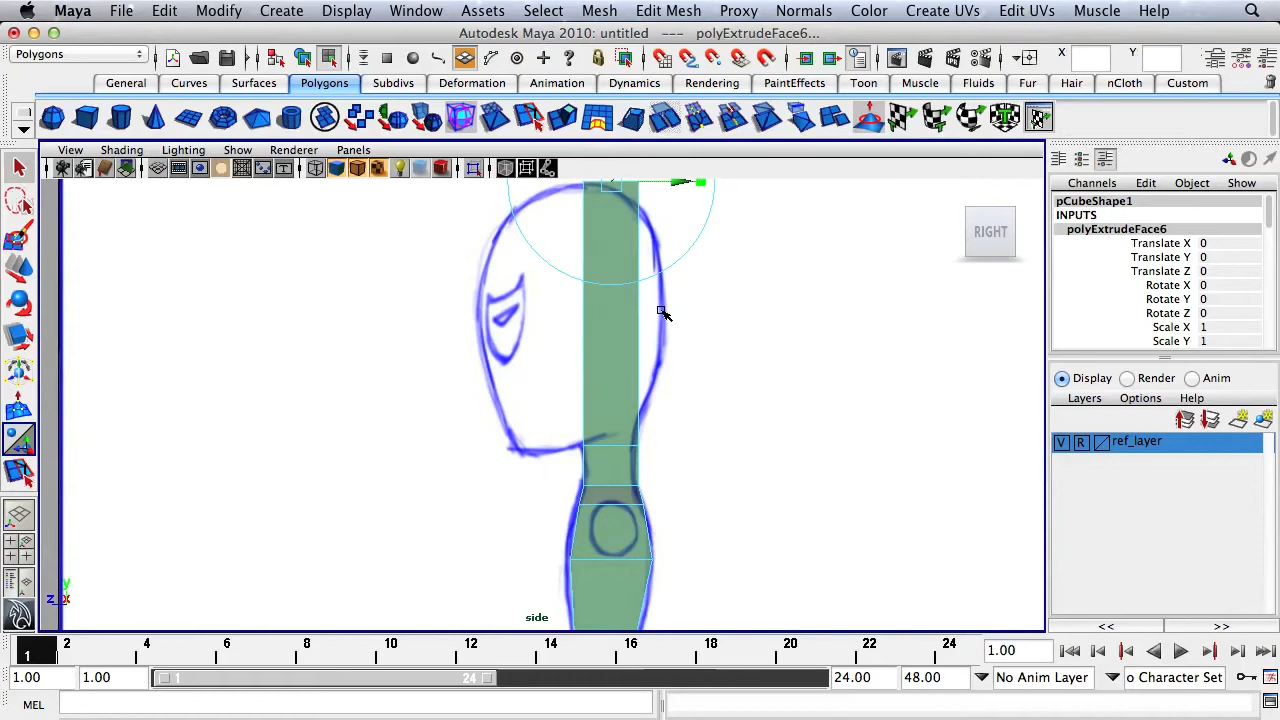 Maya File Edit Modify Create Display Window Assets Select Mesh Edit Mesh Proxy Normals Color Create UVs Edit UVs Muscle Help
Autodesk Maya 2010: untitled --- polyExtrudeFace6...
Polygons X Y
General Curves Surfaces Polygons Subdivs Deformation Animation Dynamics Rendering PaintEffects Toon Muscle Fluids Fur Hair nCloth Custom
View Shading Lighting Show Renderer Panels
RIGHT
y
z x
side
Channels Edit Object Show
pCubeShape1
INPUTS
polyExtrudeFace6
Translate X 0
Translate Y 0
Translate Z 0
Rotate X 0
Rotate Y 0
Rotate Z 0
Scale X 1
Scale Y 1
Display Render Anim
Layers Options Help
V R ref_layer
<< >>
1 2 4 6 8 10 12 14 16 18 20 22 24 1.00
1.00 1.00 1 24 24.00 48.00 No Anim Layer o Character Set
MEL